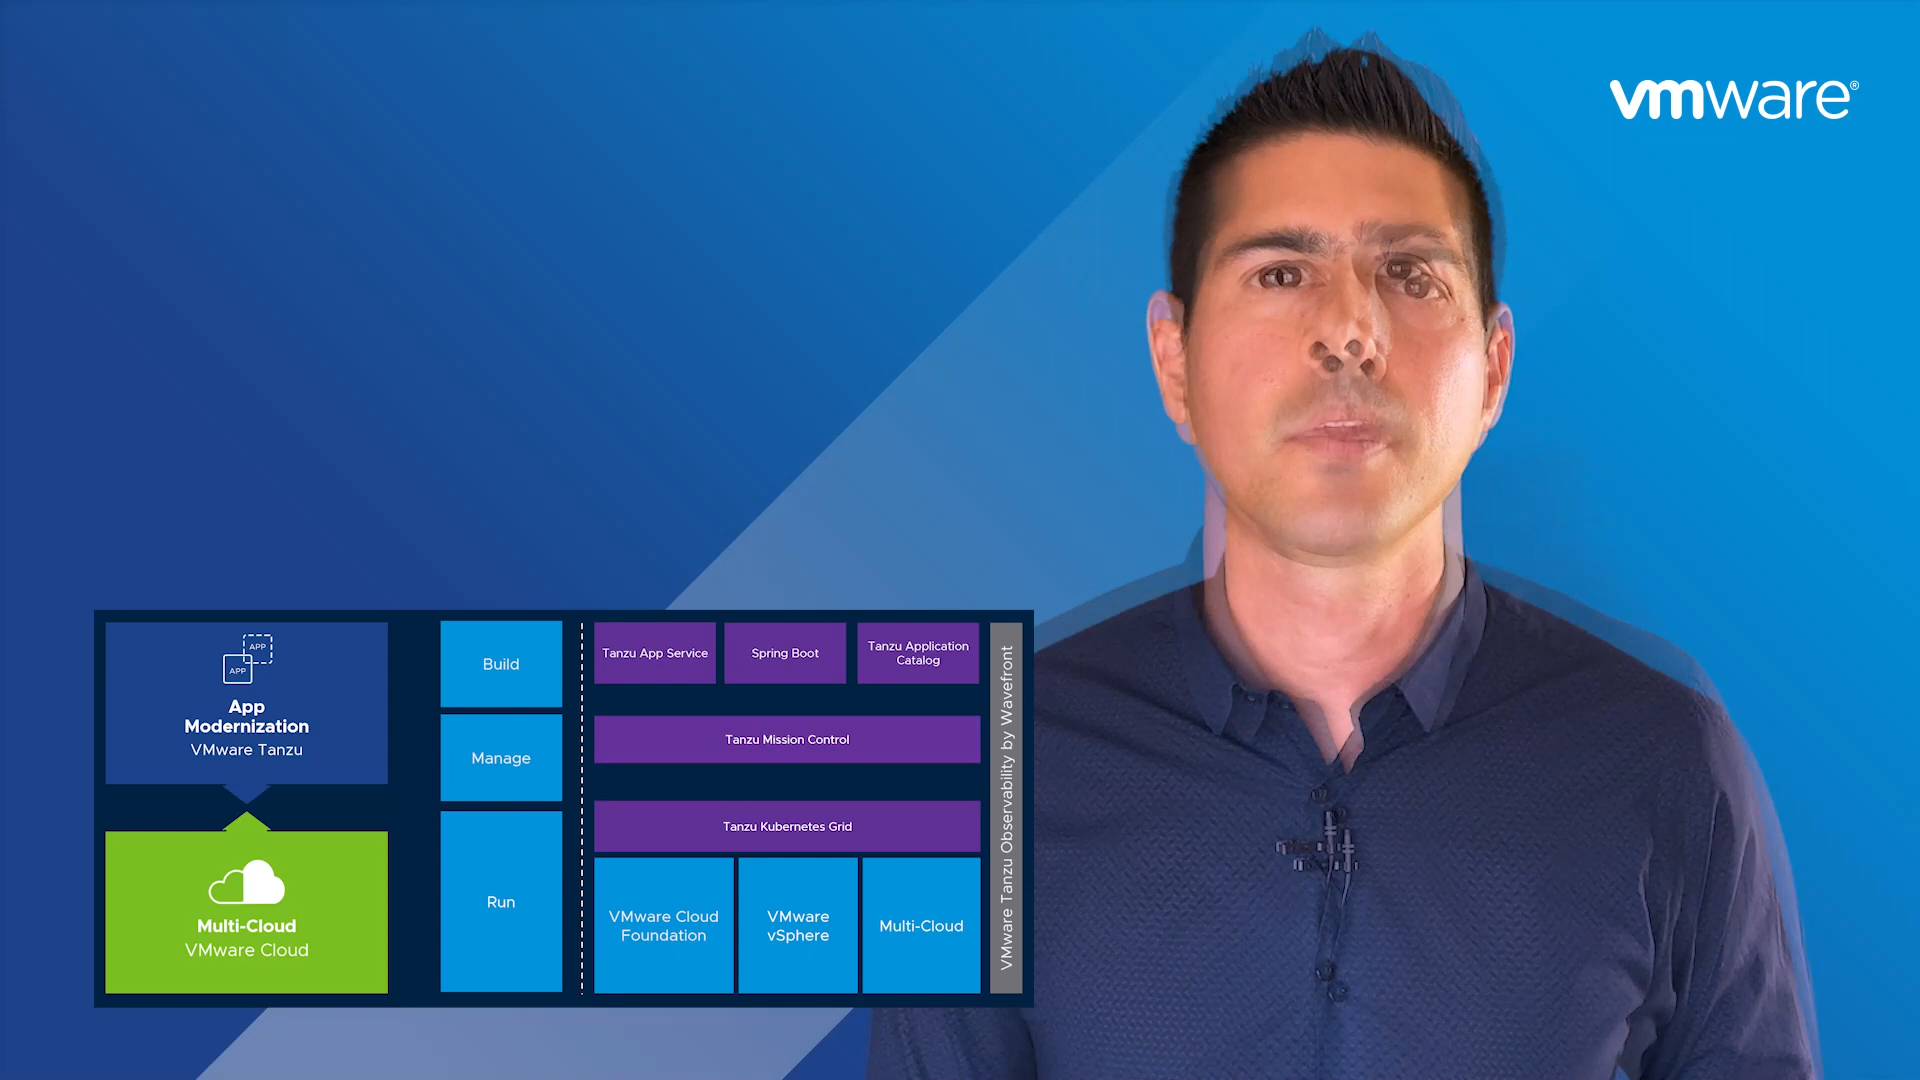 vmware®
APP
APP
App
Modernization
VMware Tanzu
Multi-Cloud
VMware Cloud
Build
Manage
Run
Tanzu App Service
Spring Boot
Tanzu Application
Catalog
Tanzu Mission Control
Tanzu Kubernetes Grid
VMware Cloud
Foundation
VMware
vSphere
Multi-Cloud
VMware Tanzu Observability by Wavefront